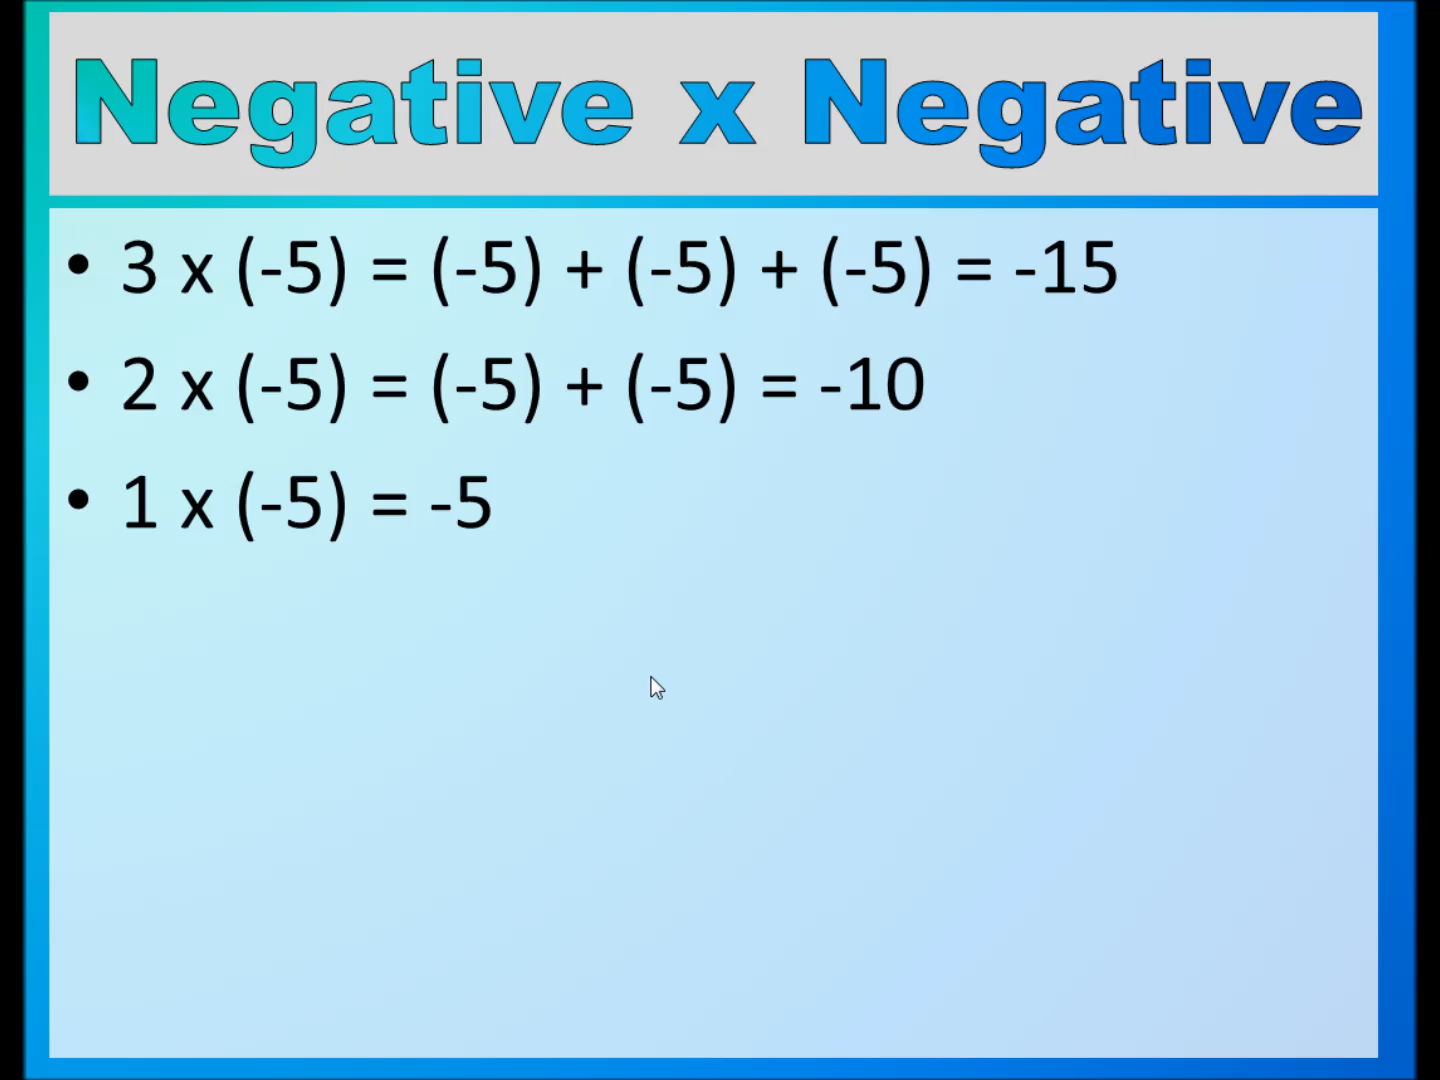 Negative x Negative
• 3 x (-5) = (-5) + (-5) + (-5) = -15
• 2 x (-5) = (-5) + (-5) = -10
• 1 x (-5) = -5